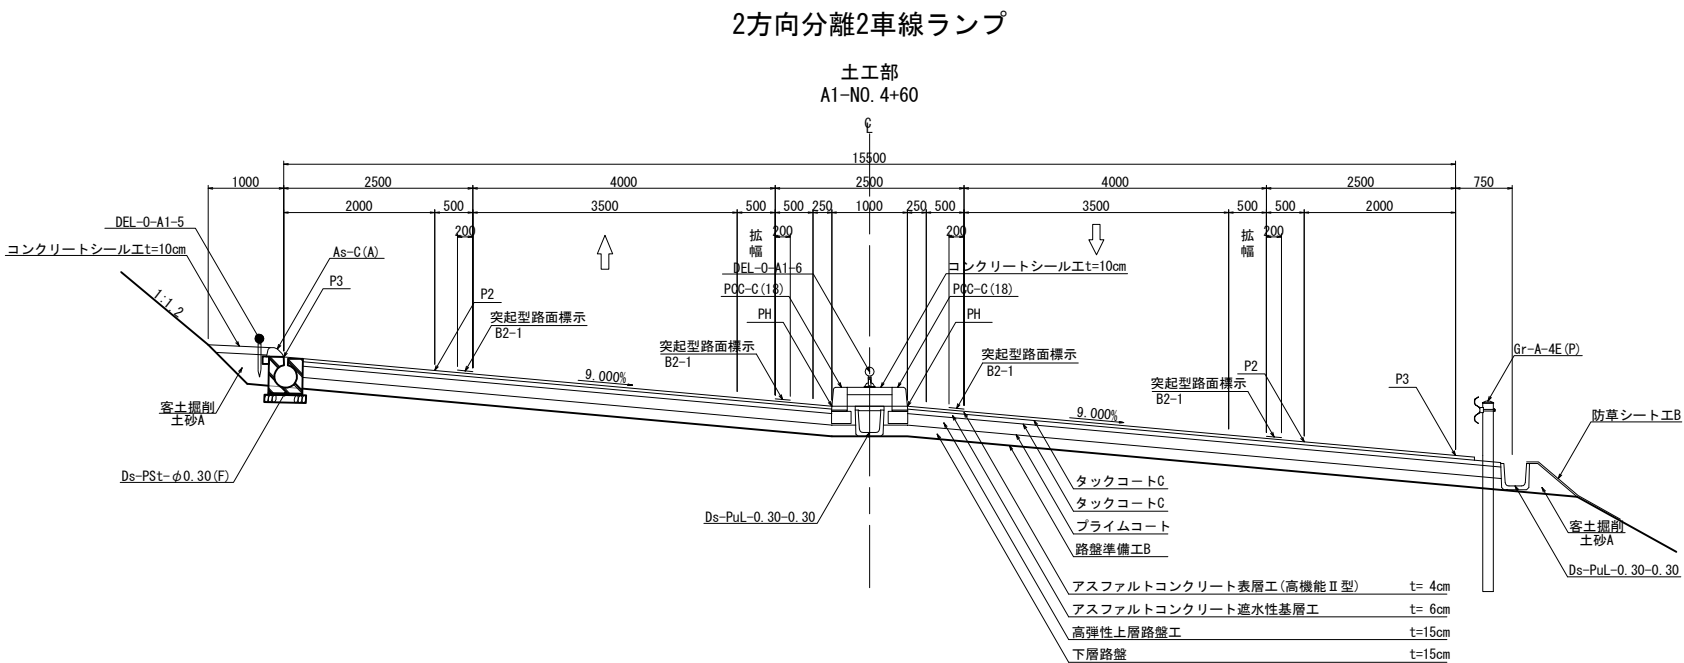 2方向分離2車線ランプ
土工部
A1-NO. 4+60
℄
15500
1000 2500 4000 2500 4000 2500 750
2000 500 3500 500 500 250 1000 250 500 3500 500 500 2000
200 拡幅 200 200 拡幅 200
DEL-O-A1-5
コンクリートシール工t=10cm
As-C(A)
P3
P2
突起型路面標示
B2-1
1:1.2
DEL-O-A1-6
コンクリートシール工t=10cm
PCC-C(18)
PCC-C(18)
PH
PH
突起型路面標示
B2-1
突起型路面標示
B2-1
P2
突起型路面標示
B2-1
P3
Gr-A-4E(P)
9.000%
9.000%
防草シート工B
客土掘削
土砂A
Ds-PSt-φ0.30(F)
Ds-PuL-0.30-0.30
タックコートC
タックコートC
プライムコート
路盤準備工B
客土掘削
土砂A
Ds-PuL-0.30-0.30
アスファルトコンクリート表層工(高機能Ⅱ型) t= 4cm
アスファルトコンクリート遮水性基層工 t= 6cm
高弾性上層路盤工 t=15cm
下層路盤 t=15cm